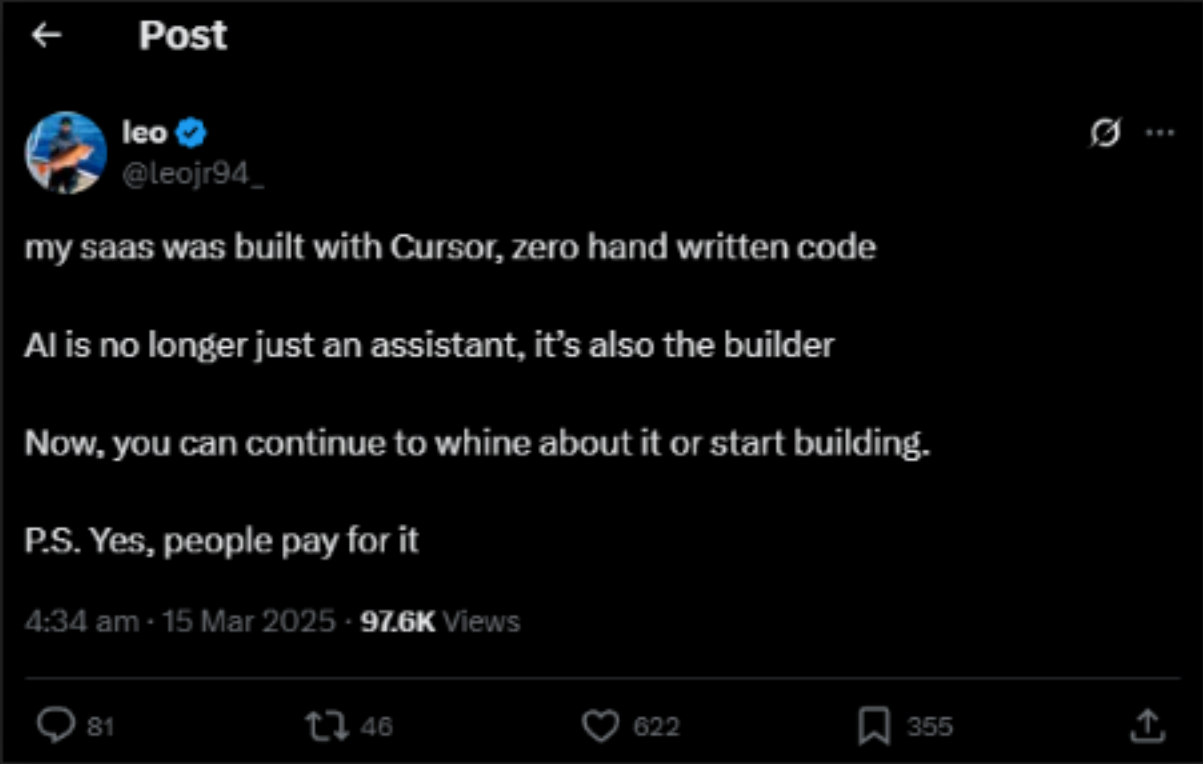 Post
leo
@leojr94_
my saas was built with Cursor, zero hand written code
AI is no longer just an assistant, it’s also the builder
Now, you can continue to whine about it or start building.
P.S. Yes, people pay for it
4:34 am · 15 Mar 2025 · 97.6K Views
81 46 622 355